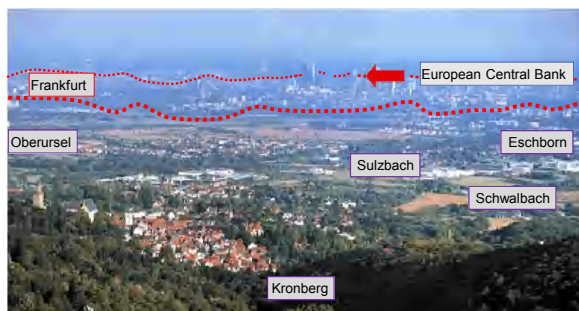 European Central Bank
Frankfurt
Oberursel
Eschborn
Sulzbach
Schwalbach
Kronberg